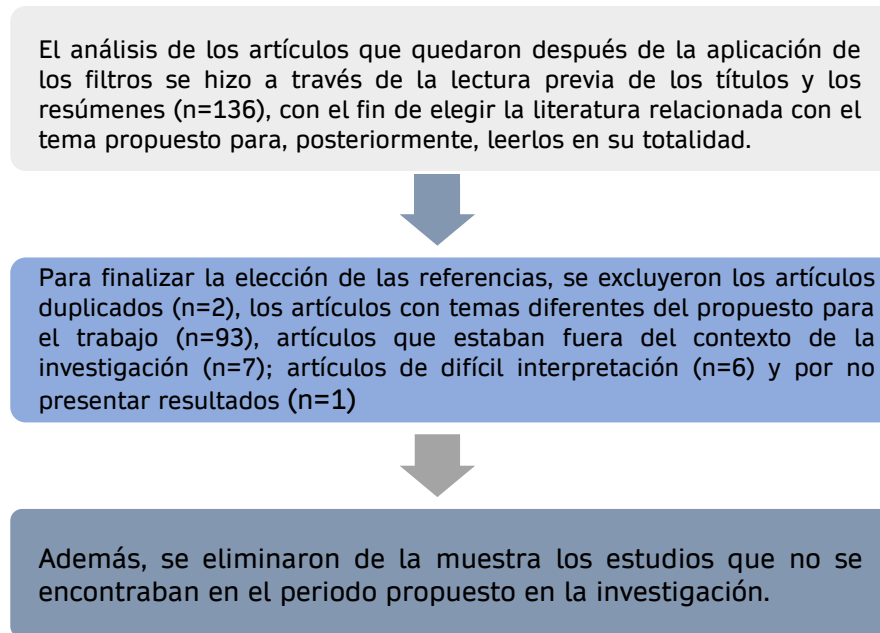 El análisis de los artículos que quedaron después de la aplicación de
los filtros se hizo a través de la lectura previa de los títulos y los
resúmenes (n=136), con el fin de elegir la literatura relacionada con el
tema propuesto para, posteriormente, leerlos en su totalidad.
Para finalizar la elección de las referencias, se excluyeron los artículos
duplicados (n=2), los artículos con temas diferentes del propuesto para
el trabajo (n=93), artículos que estaban fuera del contexto de la
investigación (n=7); artículos de difícil interpretación (n=6) y por no
presentar resultados (n=1)
Además, se eliminaron de la muestra los estudios que no se
encontraban en el periodo propuesto en la investigación.